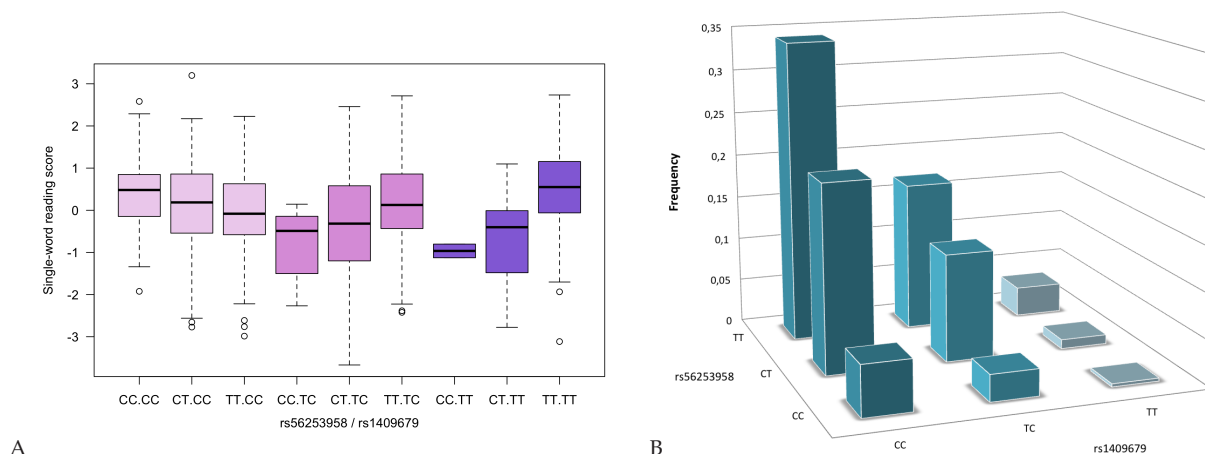 Single-word reading score
3
2
1
0
-1
-2
-3
CC.CC CT.CC TT.CC CC.TC CT.TC TT.TC CC.TT CT.TT TT.TT
rs56253958 / rs1409679
A
Frequency
0,35
0,3
0,25
0,2
0,15
0,1
0,05
0
TT
CT
CC
rs56253958
CC
TC
TT
rs1409679
B